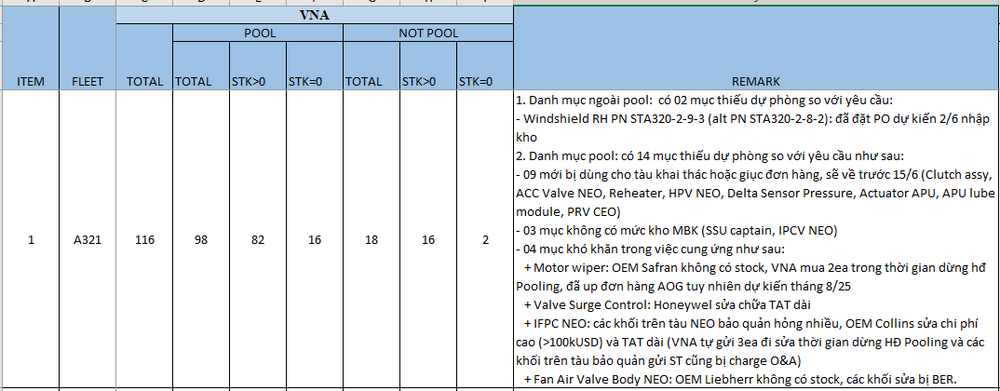 VNA
POOL NOT POOL
ITEM FLEET TOTAL TOTAL STK>0 STK=0 TOTAL STK>0 STK=0 REMARK
1 A321 116 98 82 16 18 16 2
1. Danh mục ngoài pool: có 02 mục thiếu dự phòng so với yêu cầu:
- Windshield RH PN STA320-2-9-3 (alt PN STA320-2-8-2): đã đặt PO dự kiến 2/6 nhập
kho
2. Danh mục pool: có 14 mục thiếu dự phòng so với yêu cầu như sau:
- 09 mới bị dùng cho tàu khai thác hoặc giục đơn hàng, sẽ về trước 15/6 (Clutch assy,
ACC Valve NEO, Reheater, HPV NEO, Delta Sensor Pressure, Actuator APU, APU lube
module, PRV CEO)
- 03 mục không có mức kho MBK (SSU captain, IPCV NEO)
- 04 mục khó khăn trong việc cung ứng như sau:
+ Motor wiper: OEM Safran không có stock, VNA mua 2ea trong thời gian dừng hđ
Pooling, đã up đơn hàng AOG tuy nhiên dự kiến tháng 8/25
+ Valve Surge Control: Honeywel sửa chữa TAT dài
+ IFPC NEO: các khối trên tàu NEO bảo quản hỏng nhiều, OEM Collins sửa chi phí
cao (>100kUSD) và TAT dài (VNA tự gửi 3ea đi sửa thời gian dừng HĐ Pooling và các
khối trên tàu bảo quản gửi ST cũng bị charge O&A)
+ Fan Air Valve Body NEO: OEM Liebherr không có stock, các khối sửa bị BER.